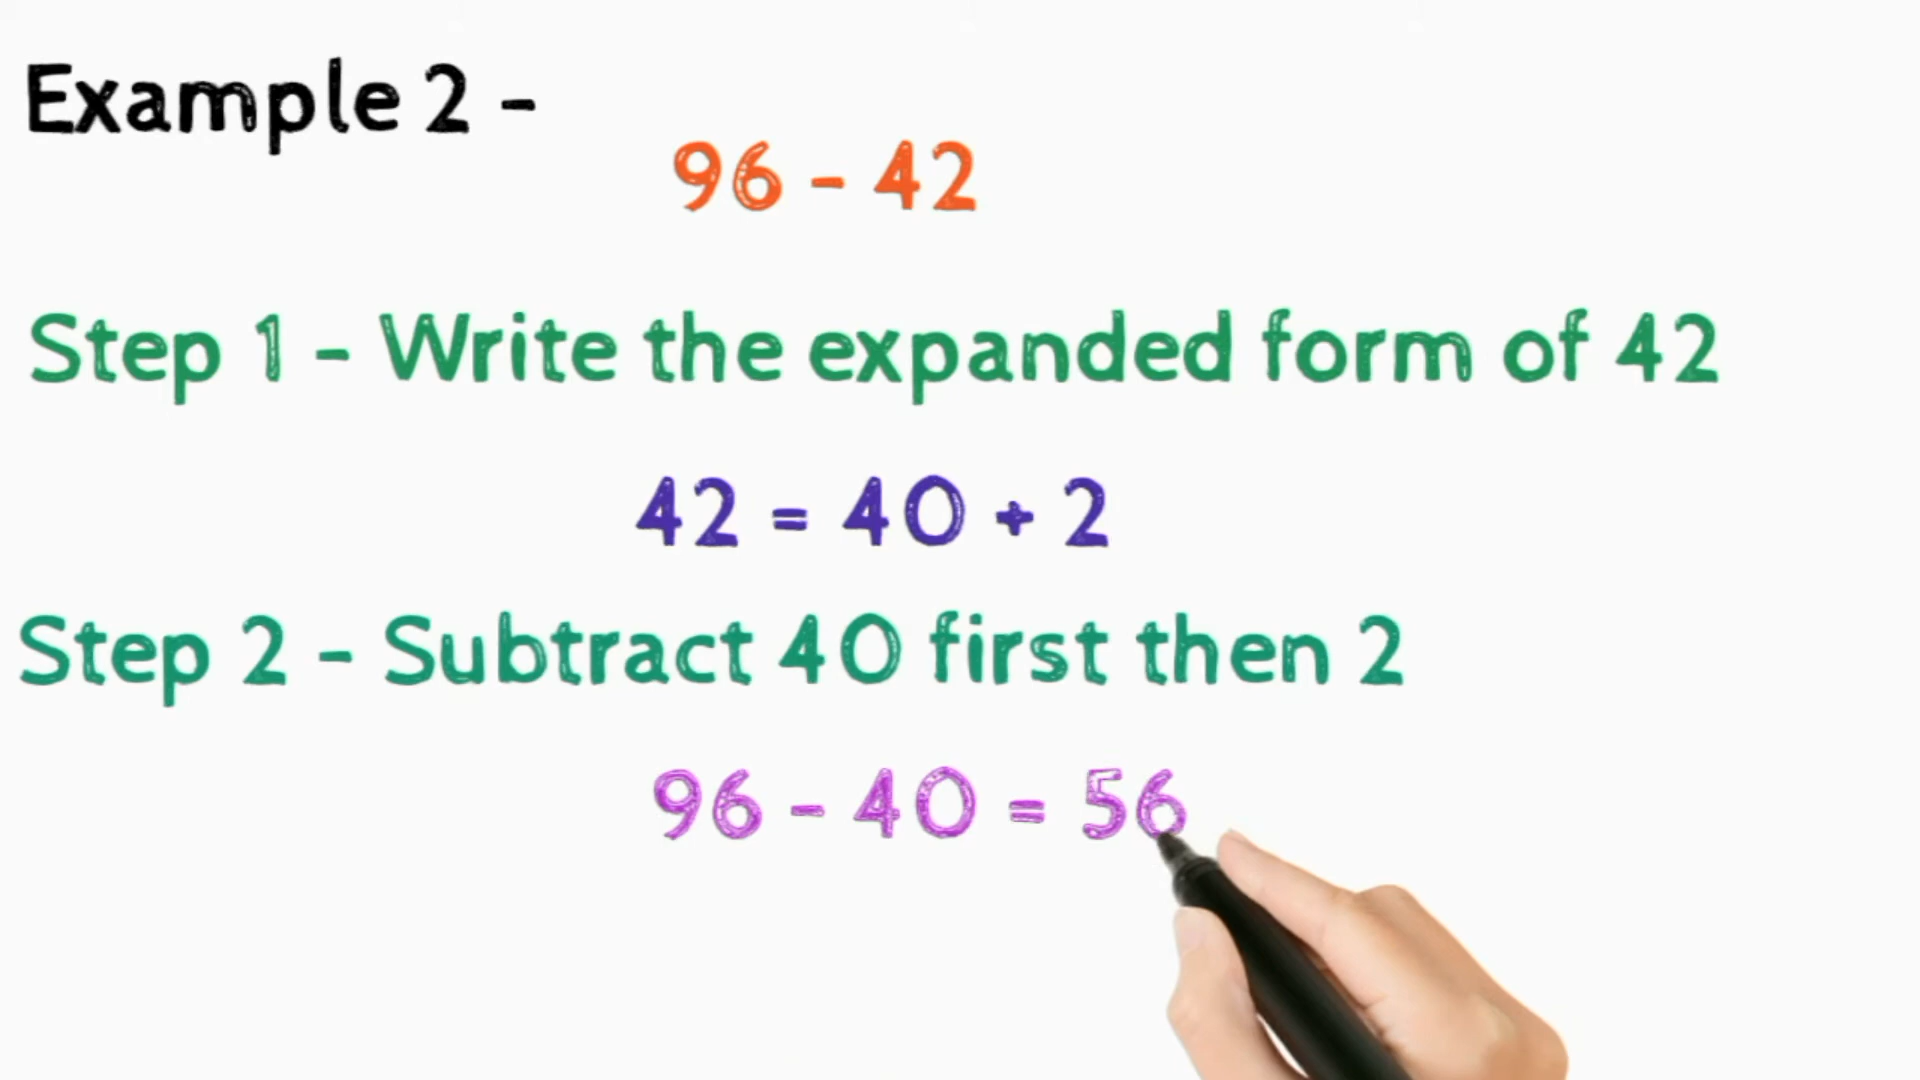 Example 2 -
96 - 42
Step 1 - Write the expanded form of 42
42 = 40 + 2
Step 2 - Subtract 40 first then 2
96 - 40 = 56